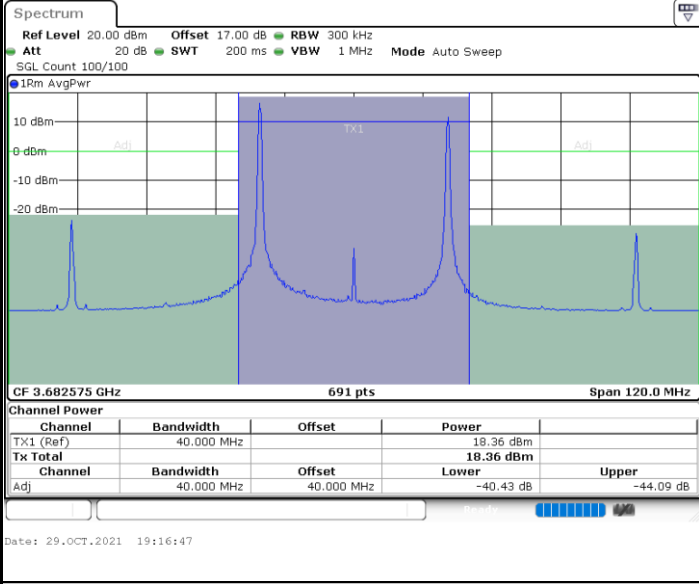 Spectrum
Ref Level 20.00 dBm Offset 17.00 dB RBW 300 kHz
Att 20 dB SWT 200 ms VBW 1 MHz Mode Auto Sweep
SGL Count 100/100
1Rm AvgPwr
10 dBm
TX1
Adj
Adj
0 dBm
-10 dBm
-20 dBm
CF 3.682575 GHz 691 pts Span 120.0 MHz
Channel Power
Channel Bandwidth Offset Power
TX1 (Ref) 40.000 MHz 18.36 dBm
Tx Total 18.36 dBm
Channel Bandwidth Offset Lower Upper
Adj 40.000 MHz 40.000 MHz -40.43 dB -44.09 dB
Ready
Date: 29.OCT.2021 19:16:47